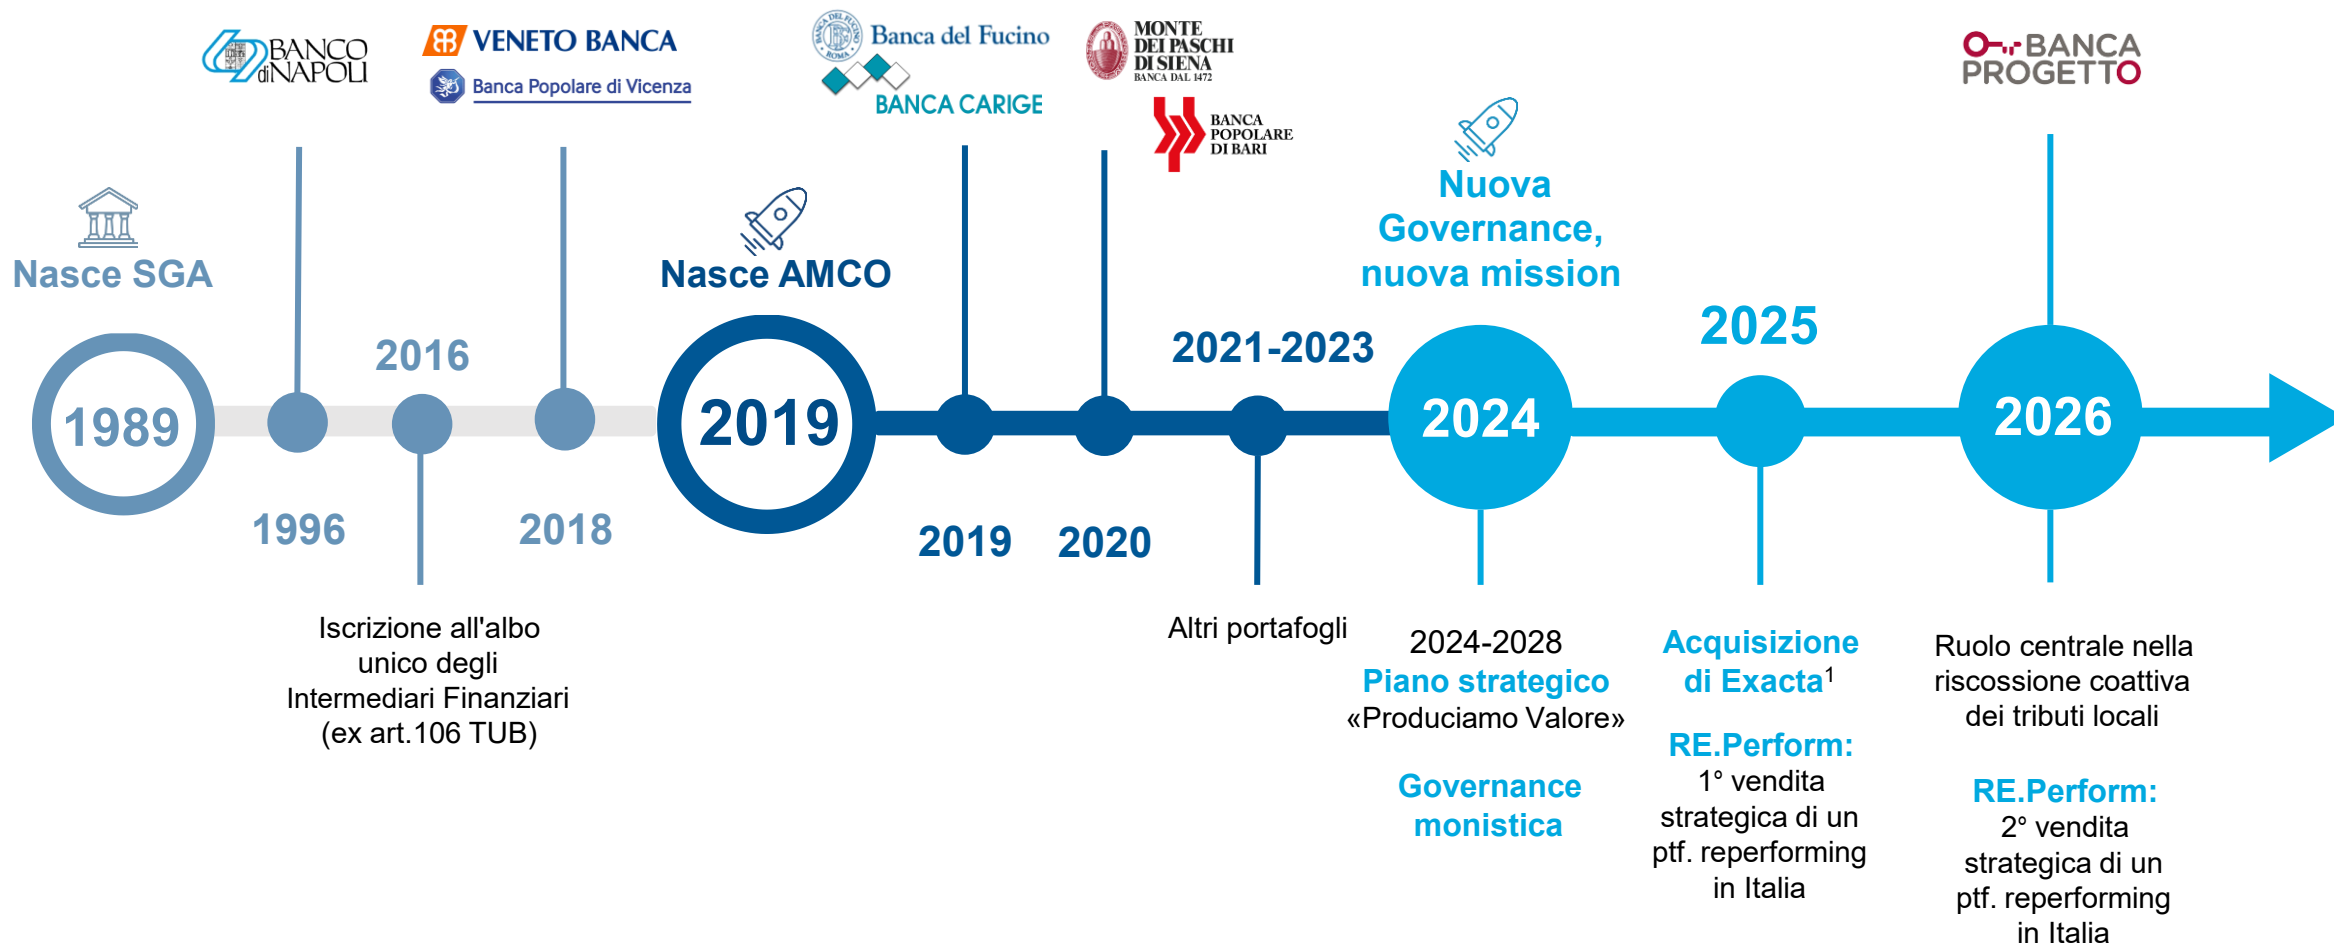 BANCO
diNAPOLI
VENETO BANCA
Banca Popolare di Vicenza
BANCA DEL FUCINO
ROMA
Banca del Fucino
BANCA CARIGE
MONTE
DEI PASCHI
DI SIENA
BANCA DAL 1472
BANCA
POPOLARE
DI BARI
BANCA
PROGETTO
Nasce SGA
Nasce AMCO
Nuova
Governance,
nuova mission
1989
1996
2016
2018
2019
2019
2020
2021-2023
2024
2025
2026
Iscrizione all'albo
unico degli
Intermediari Finanziari
(ex art.106 TUB)
Altri portafogli
2024-2028
Piano strategico
«Produciamo Valore»
Governance
monistica
Acquisizione
di Exacta¹
RE.Perform:
1° vendita
strategica di un
ptf. reperforming
in Italia
Ruolo centrale nella
riscossione coattiva
dei tributi locali
RE.Perform:
2° vendita
strategica di un
ptf. reperforming
in Italia